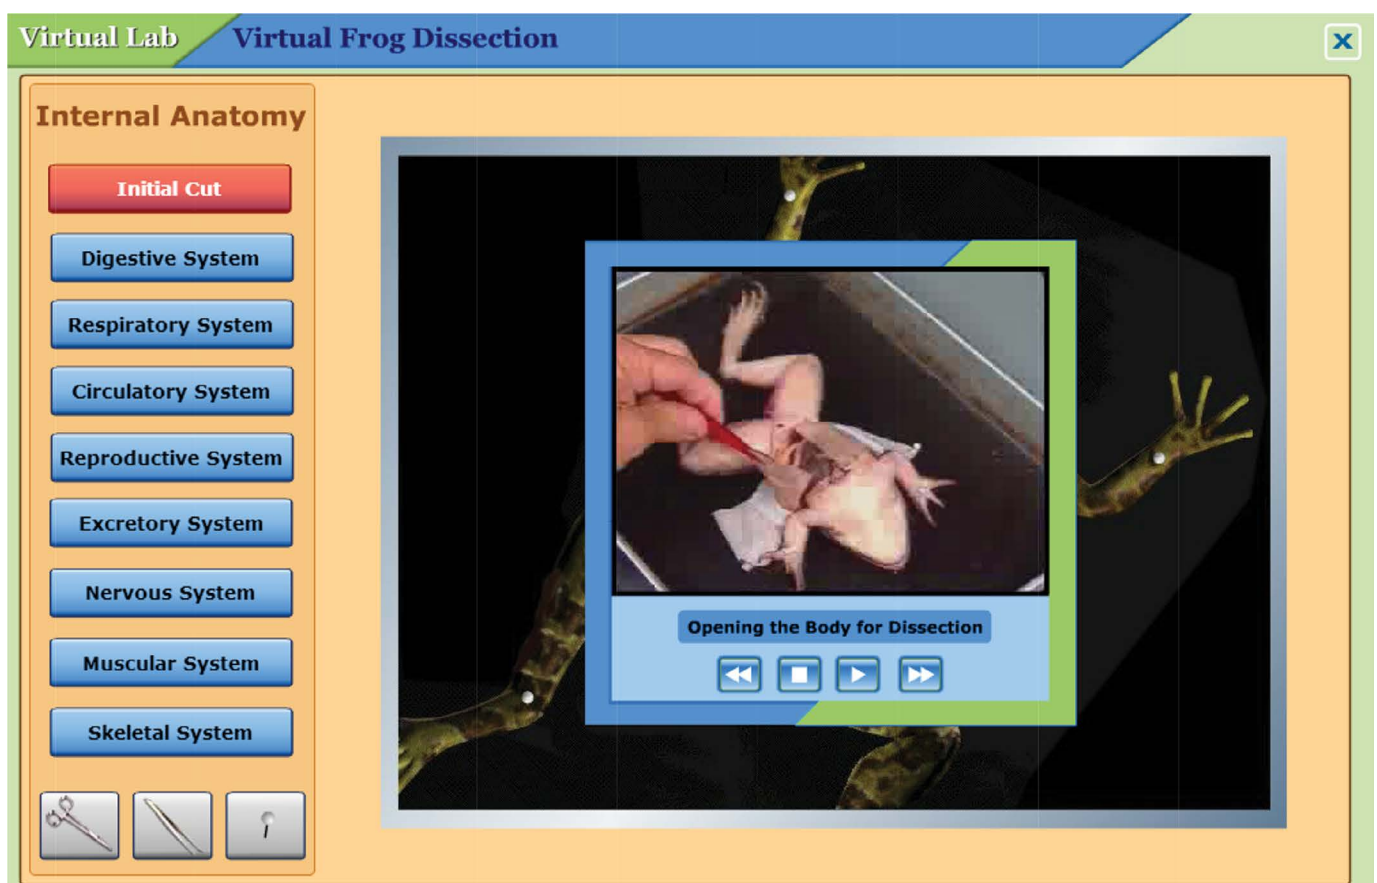 Virtual Lab
Virtual Frog Dissection
X
Internal Anatomy
Initial Cut
Digestive System
Respiratory System
Circulatory System
Reproductive System
Excretory System
Nervous System
Muscular System
Skeletal System
Opening the Body for Dissection